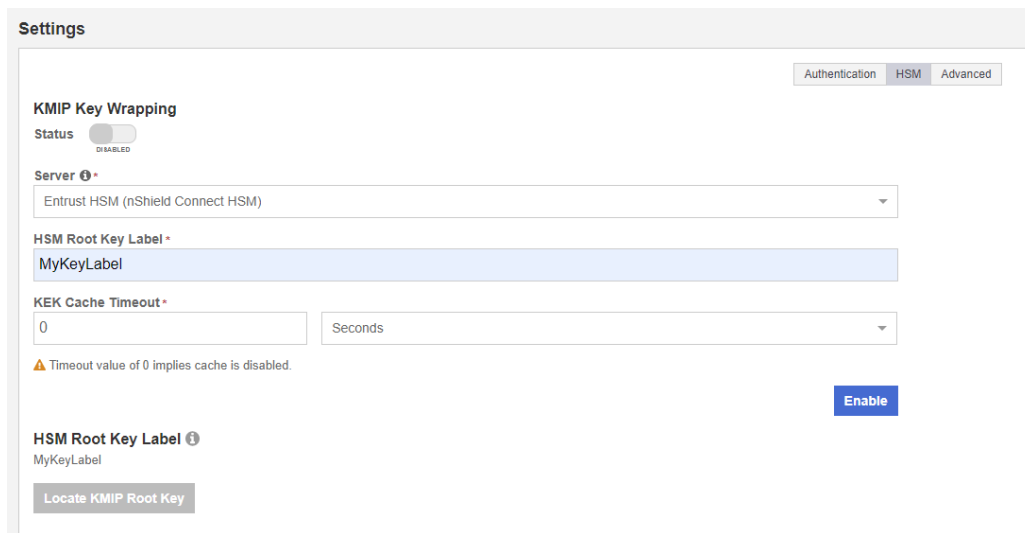 Settings
Authentication HSM Advanced
KMIP Key Wrapping
Status
DISABLED
Server *
Entrust HSM (nShield Connect HSM)
HSM Root Key Label *
MyKeyLabel
KEK Cache Timeout *
0 Seconds
Timeout value of 0 implies cache is disabled.
Enable
HSM Root Key Label
MyKeyLabel
Locate KMIP Root Key